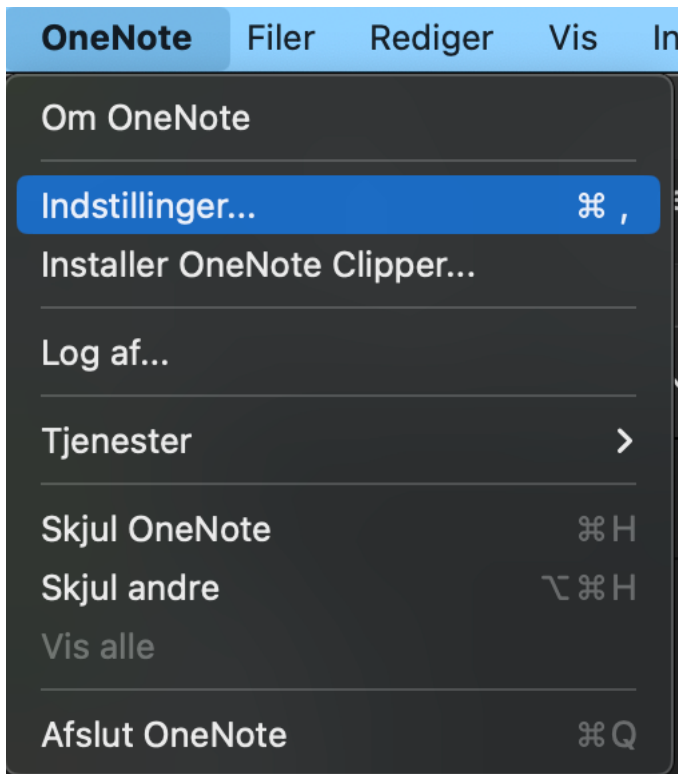 OneNote Filer Rediger Vis In
Om OneNote
Indstillinger... ⌘ ,
Installer OneNote Clipper...
Log af...
Tjenester >
Skjul OneNote ⌘H
Skjul andre ⌥⌘H
Vis alle
Afslut OneNote ⌘Q